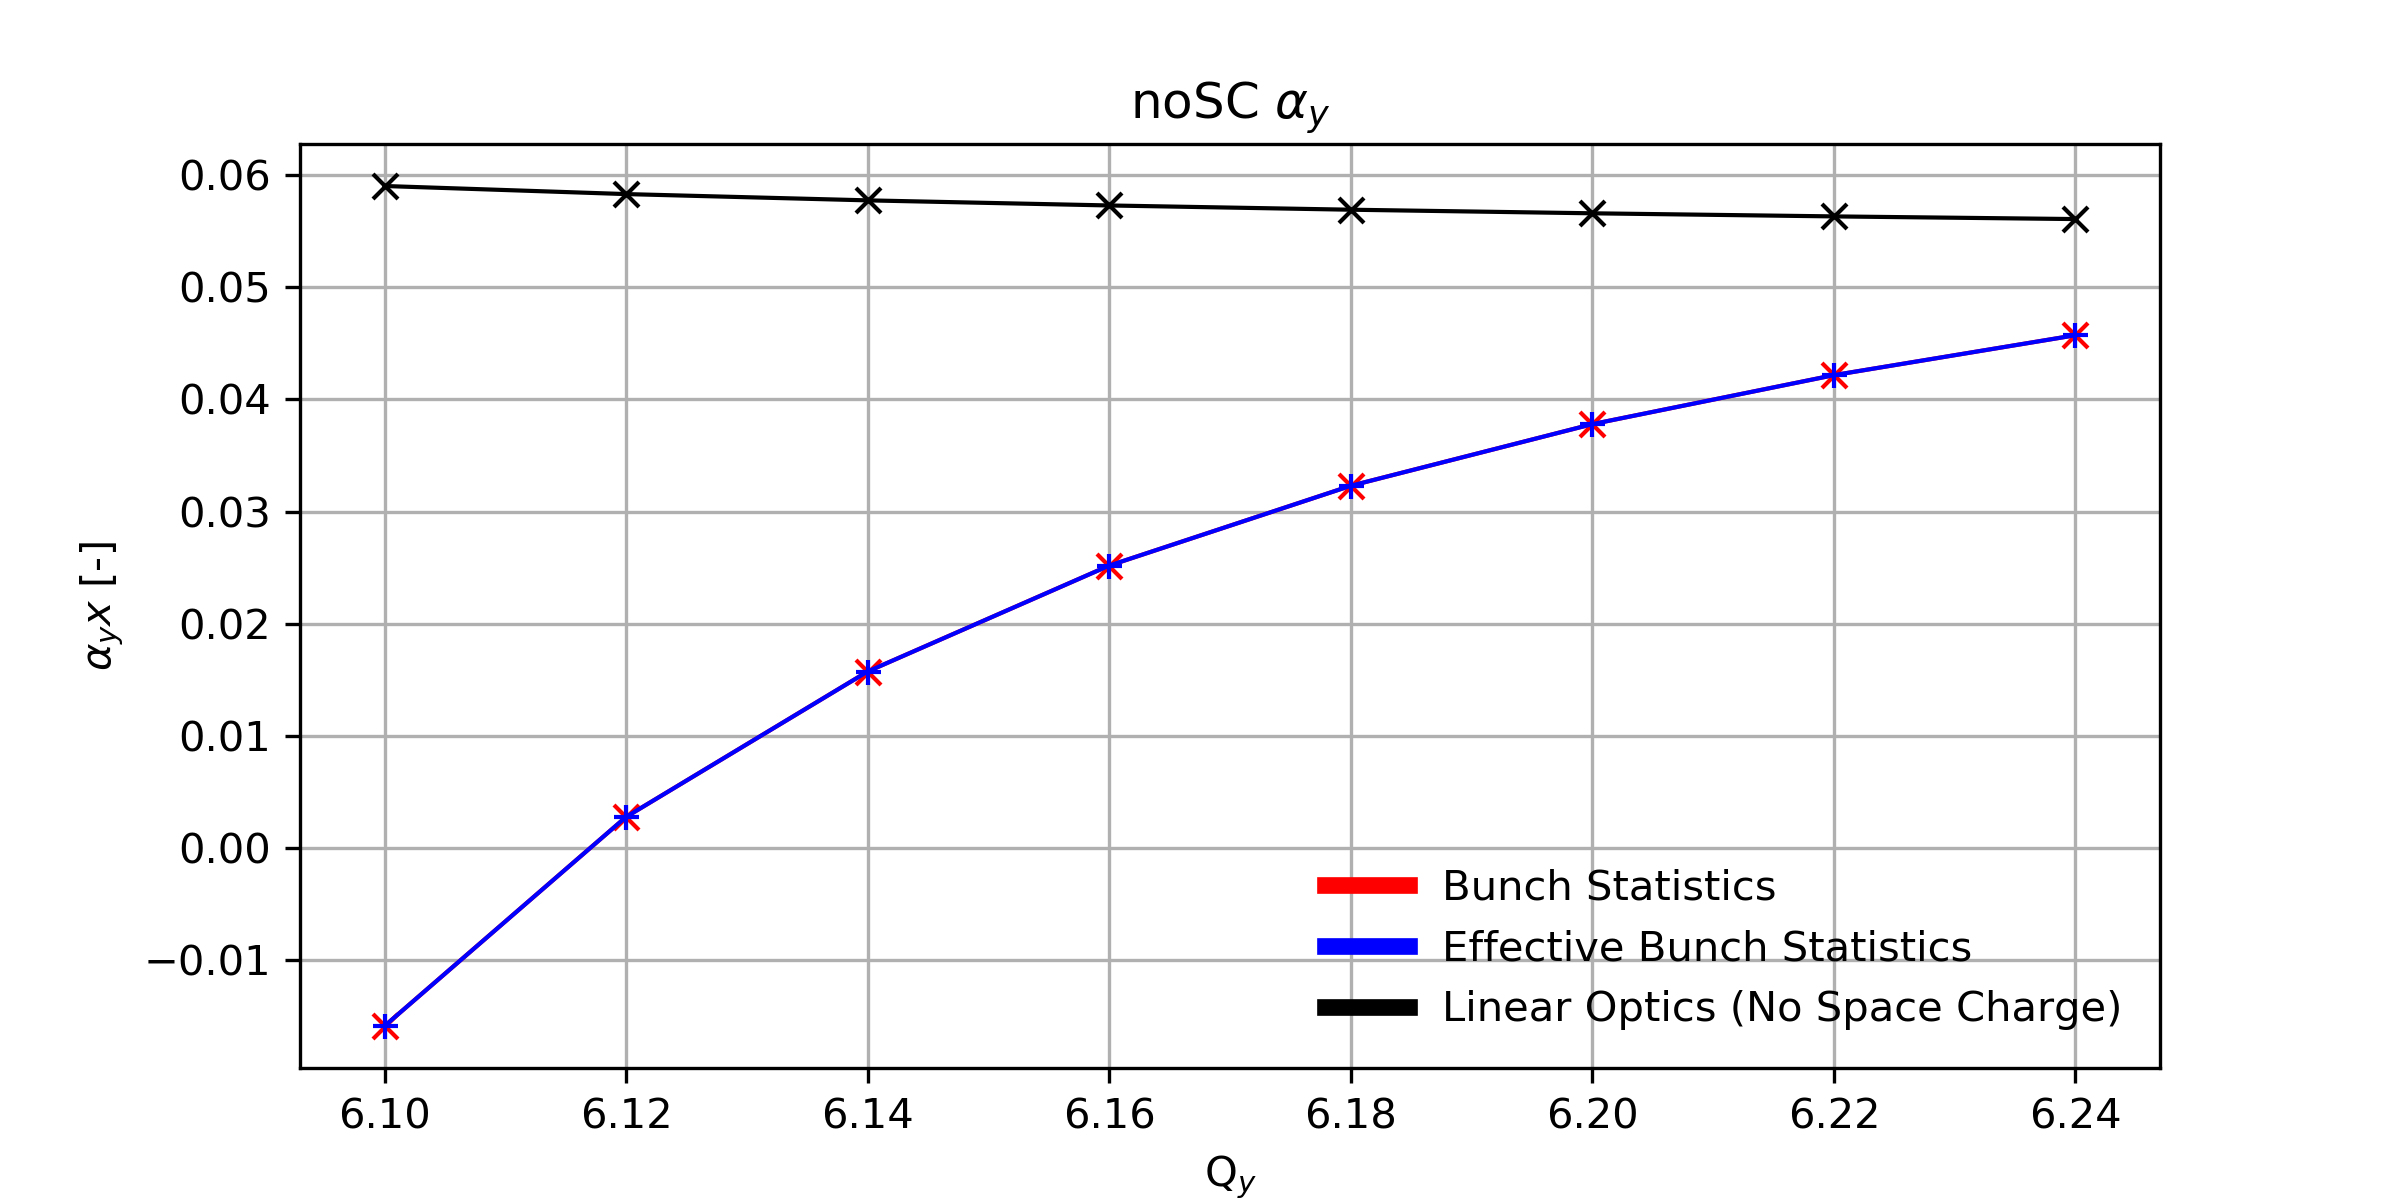 noSC αy
0.06
0.05
0.04
0.03
0.02
0.01
0.00
−0.01
αyx [-]
Bunch Statistics
Effective Bunch Statistics
Linear Optics (No Space Charge)
6.10 6.12 6.14 6.16 6.18 6.20 6.22 6.24
Qy